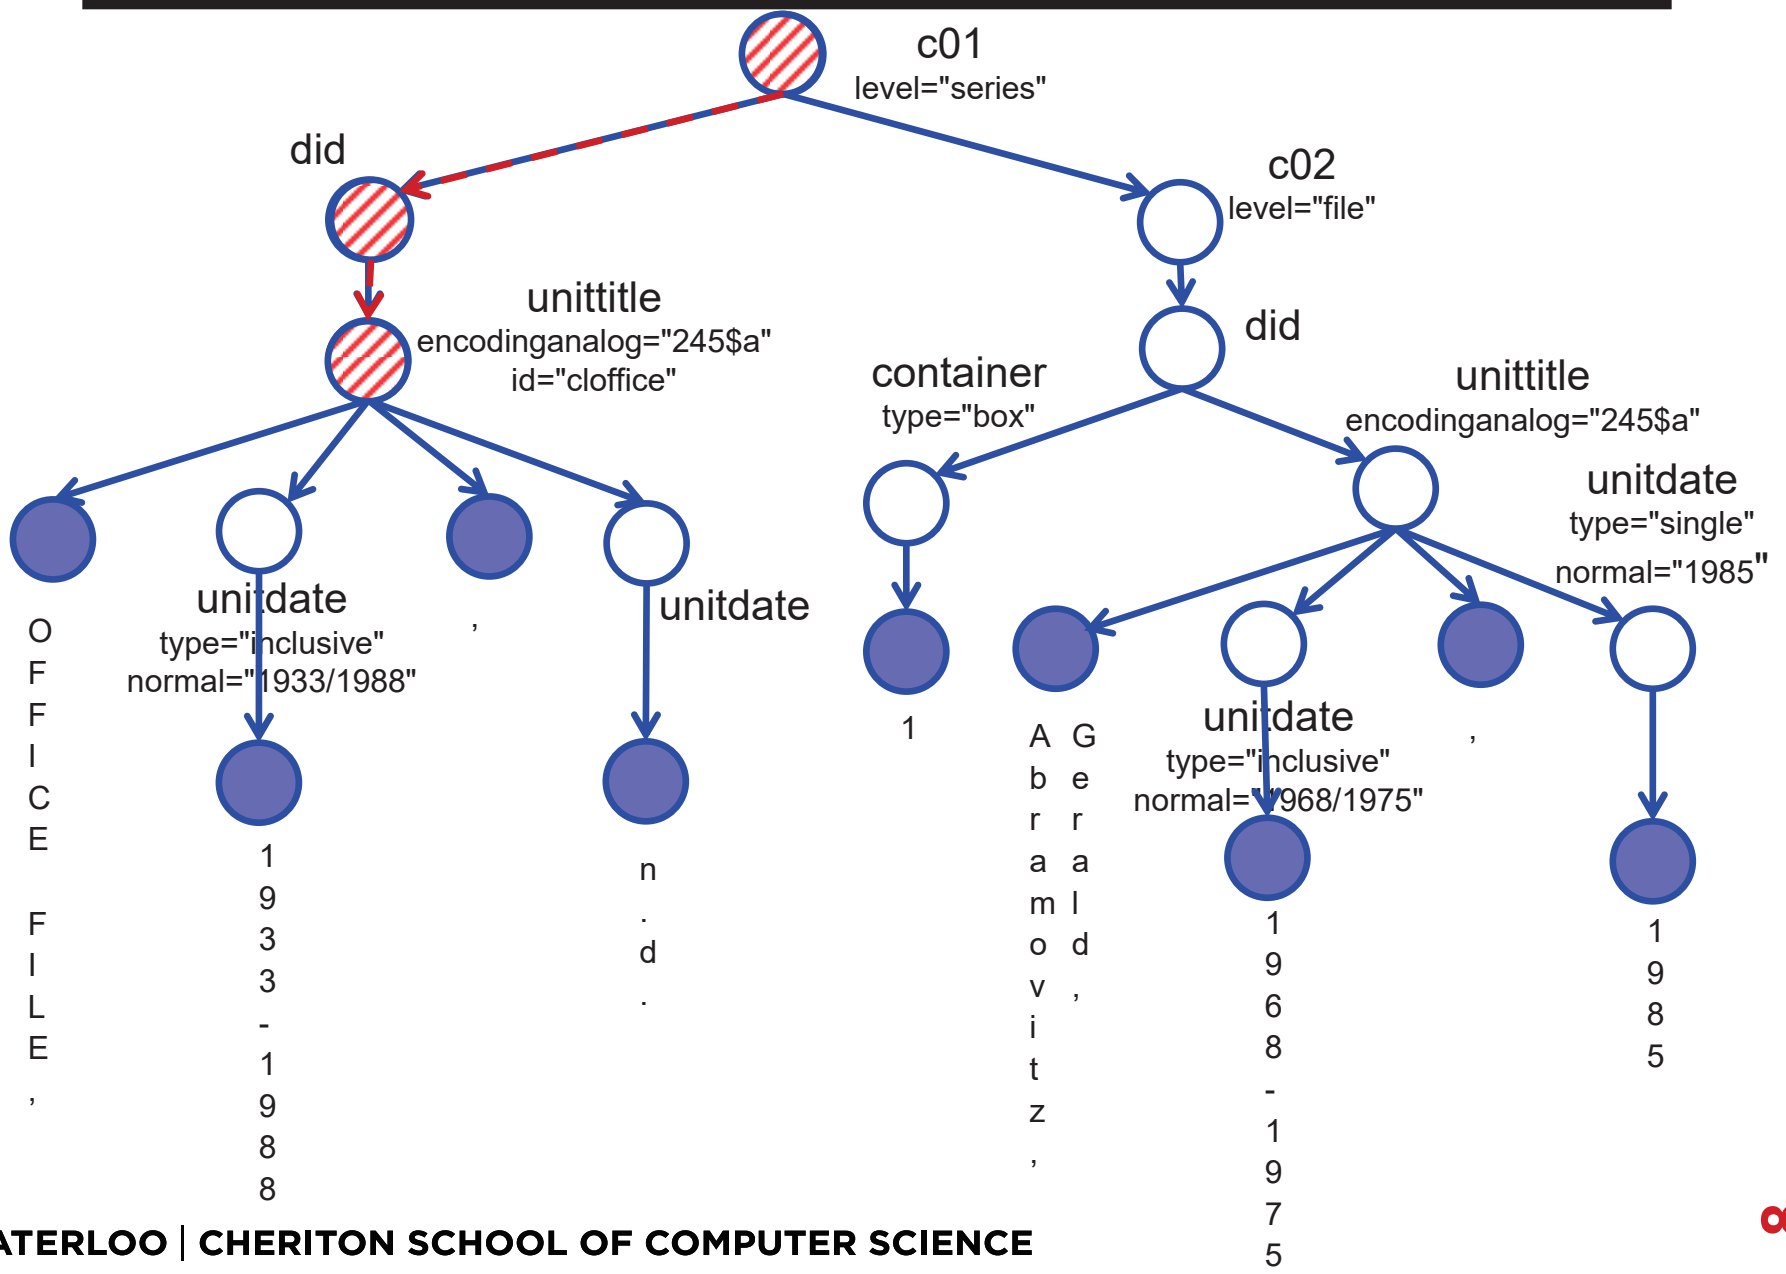 c01
level="series"
did
c02
level="file"
unittitle
encodinganalog="245$a"
id="cloffice"
did
container
type="box"
unittitle
encodinganalog="245$a"
unitdate
type="single"
normal="1985"
unitdate
type="inclusive"
normal="1933/1988"
,
unitdate
OFFICE FILE,
1933-1988
n.d.
1
Abramovitz,
Gerald,
unitdate
type="inclusive"
normal="1968/1975"
,
1968-1975
1985
ATERLOO | CHERITON SCHOOL OF COMPUTER SCIENCE